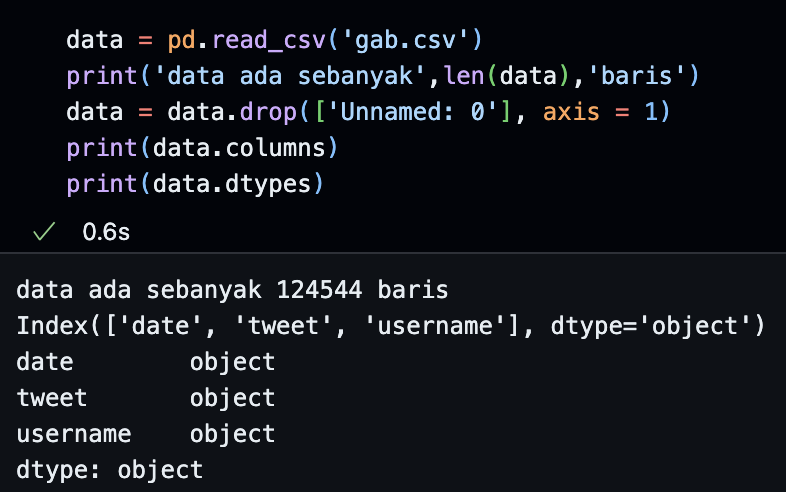 data = pd.read_csv('gab.csv')
print('data ada sebanyak',len(data),'baris')
data = data.drop(['Unnamed: 0'], axis = 1)
print(data.columns)
print(data.dtypes)
✓ 0.6s
data ada sebanyak 124544 baris
Index(['date', 'tweet', 'username'], dtype='object')
date        object
tweet       object
username    object
dtype: object